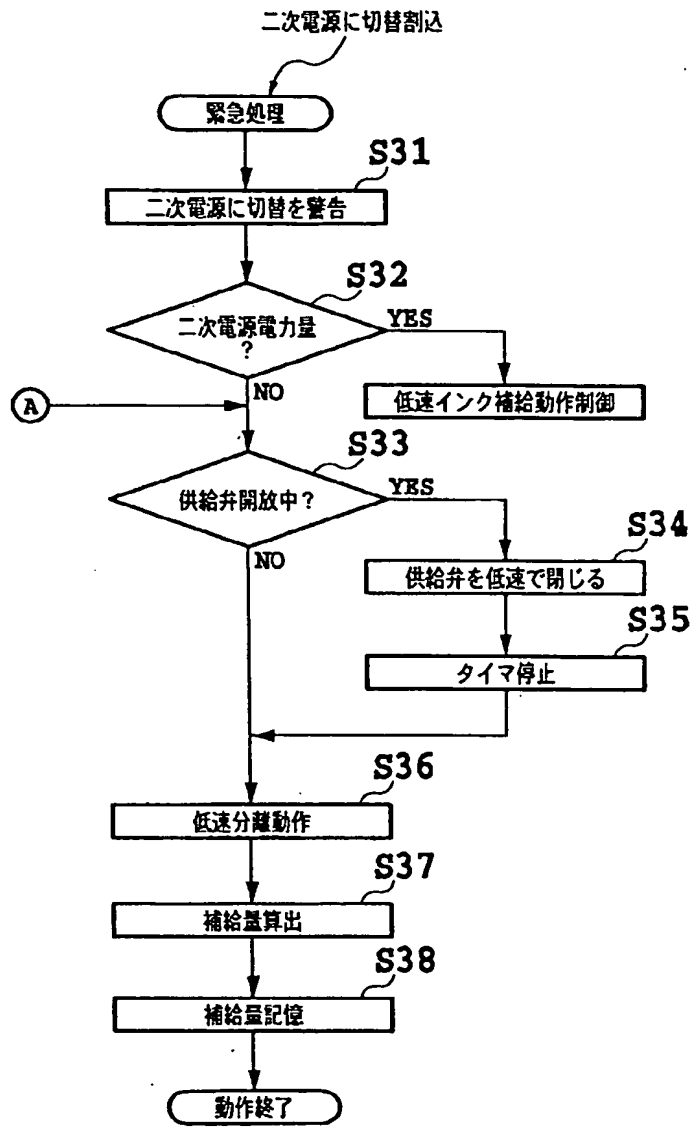 二次電源に切替割込
緊急処理
S31
二次電源に切替を警告
S32
二次電源電力量
?
YES
NO
低速インク補給動作制御
A
S33
供給弁開放中?
YES
NO
S34
供給弁を低速で閉じる
S35
タイマ停止
S36
低速分離動作
S37
補給量算出
S38
補給量記憶
動作終了